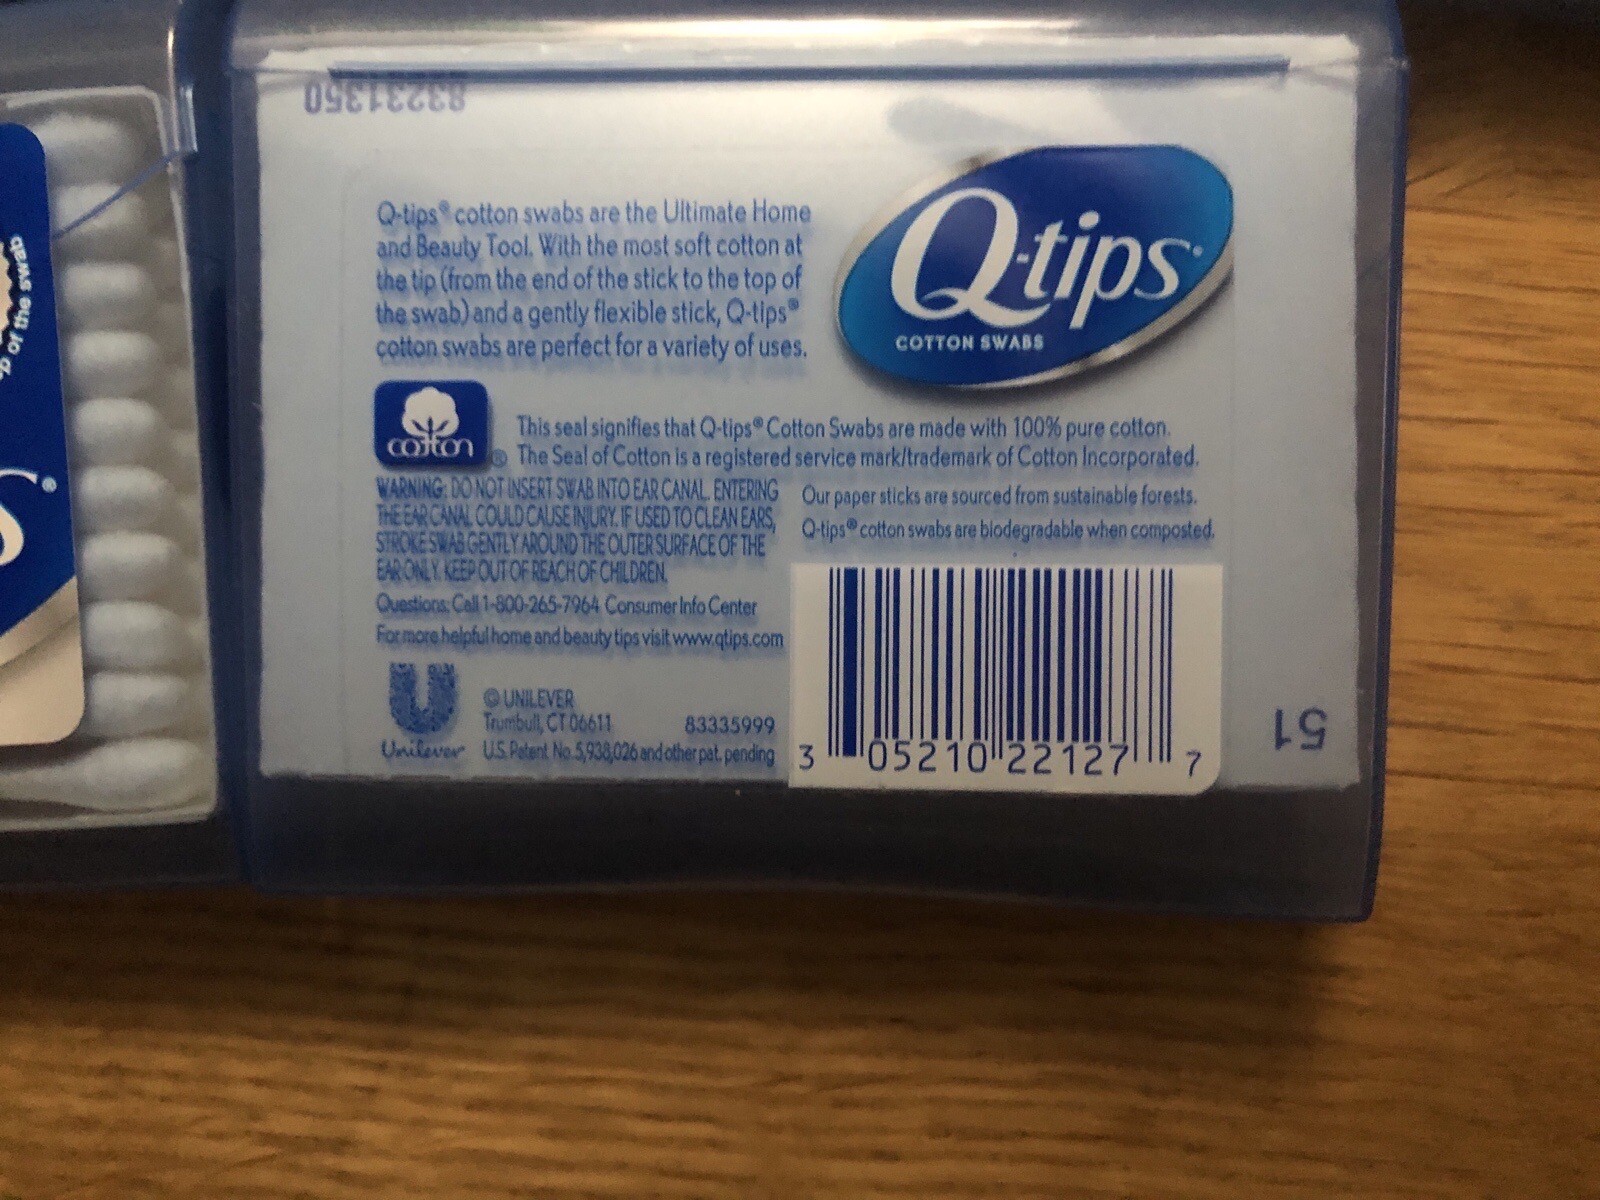 83231350
Q-tips® cotton swabs are the Ultimate Home
and Beauty Tool. With the most soft cotton at
the tip (from the end of the stick to the top of
the swab) and a gently flexible stick, Q-tips®
cotton swabs are perfect for a variety of uses.
Q-tips®
COTTON SWABS
cotton
®
This seal signifies that Q-tips® Cotton Swabs are made with 100% pure cotton.
The Seal of Cotton is a registered service mark/trademark of Cotton Incorporated.
WARNING: DO NOT INSERT SWAB INTO EAR CANAL. ENTERING
THE EAR CANAL COULD CAUSE INJURY. IF USED TO CLEAN EARS,
STROKE SWAB GENTLY AROUND THE OUTER SURFACE OF THE
EAR ONLY. KEEP OUT OF REACH OF CHILDREN.
Questions: Call 1-800-265-7964 Consumer Info Center
For more helpful home and beauty tips visit www.qtips.com
Our paper sticks are sourced from sustainable forests.
Q-tips® cotton swabs are biodegradable when composted.
Unilever
© UNILEVER
Trumbull, CT 06611 83335999
U.S. Patent No. 5,938,026 and other pat. pending
3 05210 22127 7
51
of the swab
s®